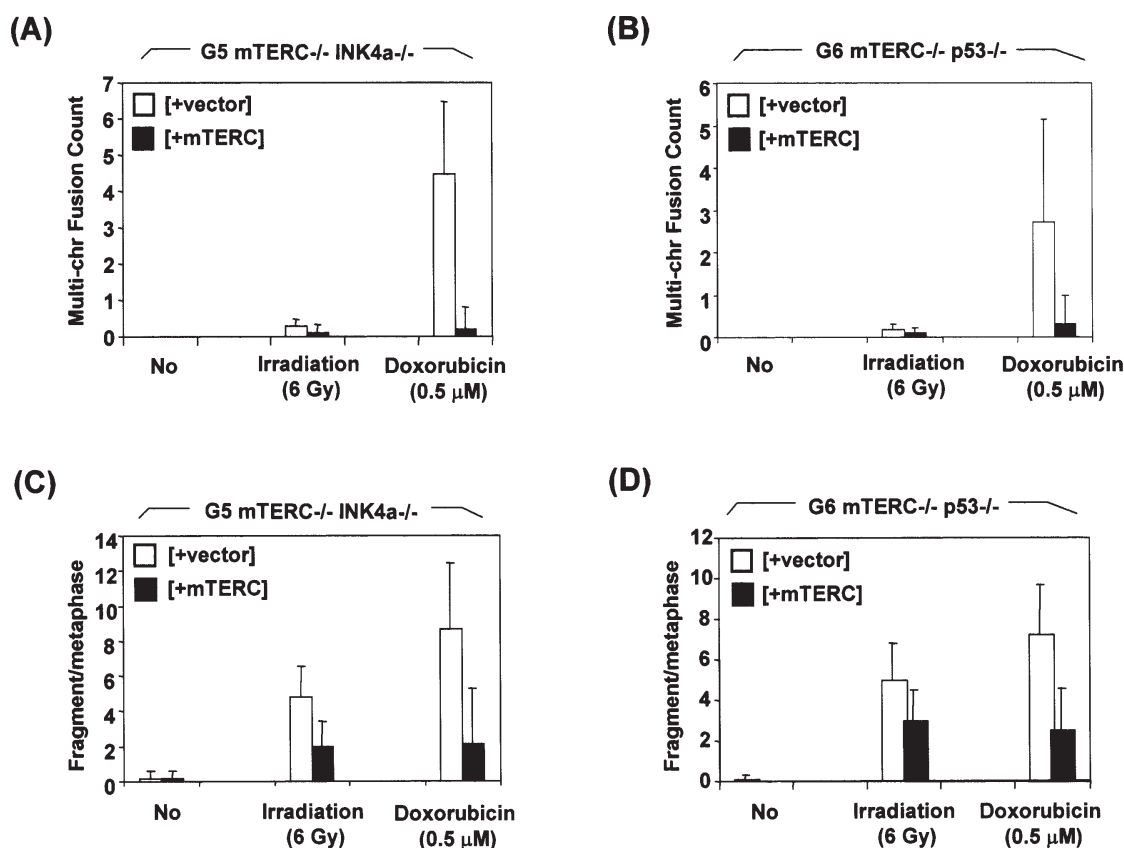 (A)
G5 mTERC-/- INK4a-/-
Multi-chr Fusion Count
7
6
5
4
3
2
1
0
[+vector]
[+mTERC]
No
Irradiation
(6 Gy)
Doxorubicin
(0.5 μM)
(B)
G6 mTERC-/- p53-/-
Multi-chr Fusion Count
6
5
4
3
2
1
0
[+vector]
[+mTERC]
No
Irradiation
(6 Gy)
Doxorubicin
(0.5 μM)
(C)
G5 mTERC-/- INK4a-/-
Fragment/metaphase
14
12
10
8
6
4
2
0
[+vector]
[+mTERC]
No
Irradiation
(6 Gy)
Doxorubicin
(0.5 μM)
(D)
G6 mTERC-/- p53-/-
Fragment/metaphase
12
10
8
6
4
2
0
[+vector]
[+mTERC]
No
Irradiation
(6 Gy)
Doxorubicin
(0.5 μM)